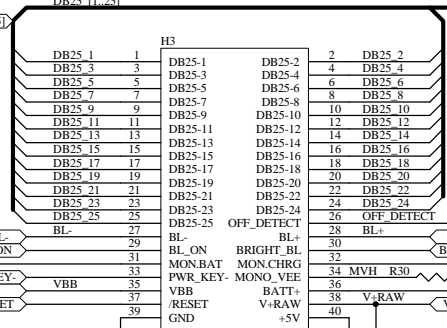 DB25_[1..25]
H3
DB25_1 1 DB25-1 DB25-2 2 DB25_2
DB25_3 3 DB25-3 DB25-4 4 DB25_4
DB25_5 5 DB25-5 DB25-6 6 DB25_6
DB25_7 7 DB25-7 DB25-8 8 DB25_8
DB25_9 9 DB25-9 DB25-10 10 DB25_10
DB25_11 11 DB25-11 DB25-12 12 DB25_12
DB25_13 13 DB25-13 DB25-14 14 DB25_14
DB25_15 15 DB25-15 DB25-16 16 DB25_16
DB25_17 17 DB25-17 DB25-18 18 DB25_18
DB25_19 19 DB25-19 DB25-20 20 DB25_20
DB25_21 21 DB25-21 DB25-22 22 DB25_22
DB25_23 23 DB25-23 DB25-24 24 DB25_24
DB25_25 25 DB25-25 OFF_DETECT 26 OFF_DETECT
BL- 27 BL- BL+ 28 BL+
29 BL_ON BRIGHT_BL 30
31 MON.BAT MON.CHRG 32
33 PWR_KEY- MONO_VEE 34 MVH R30
VBB 35 VBB BATT+ 36
37 /RESET V+RAW 38 V+RAW
39 GND +5V 40